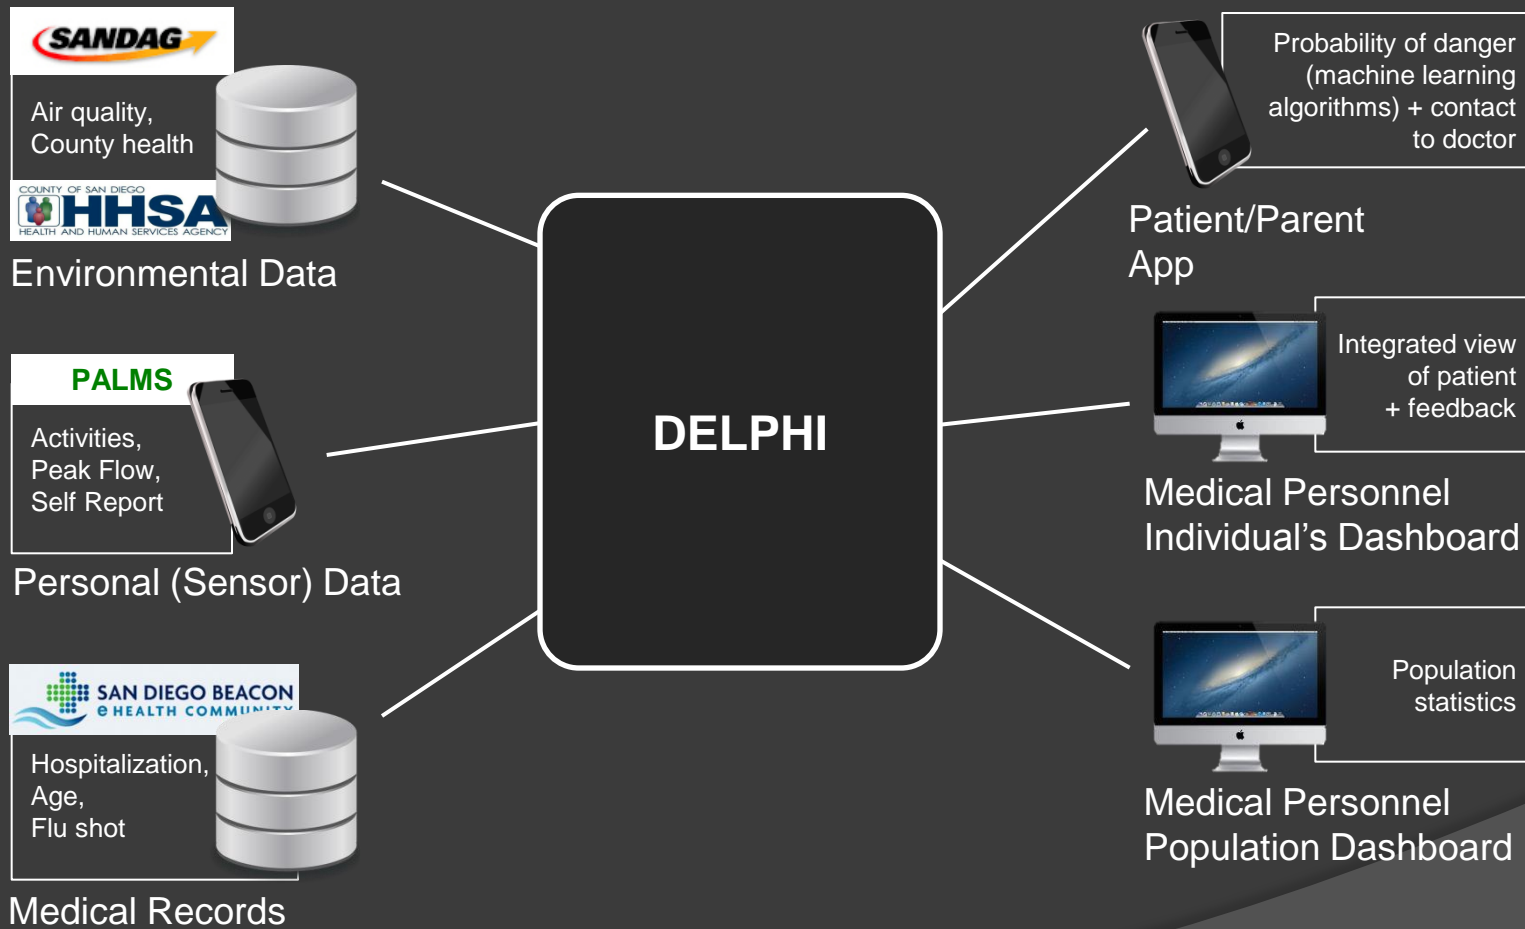 SANDAG
Air quality,
County health
COUNTY OF SAN DIEGO
HHSA
HEALTH AND HUMAN SERVICES AGENCY
Environmental Data
PALMS
Activities,
Peak Flow,
Self Report
Personal (Sensor) Data
SAN DIEGO BEACON
eHEALTH COMMUNITY
Hospitalization,
Age,
Flu shot
Medical Records
DELPHI
Probability of danger
(machine learning
algorithms) + contact
to doctor
Patient/Parent
App
Integrated view
of patient
+ feedback
Medical Personnel
Individual’s Dashboard
Population
statistics
Medical Personnel
Population Dashboard